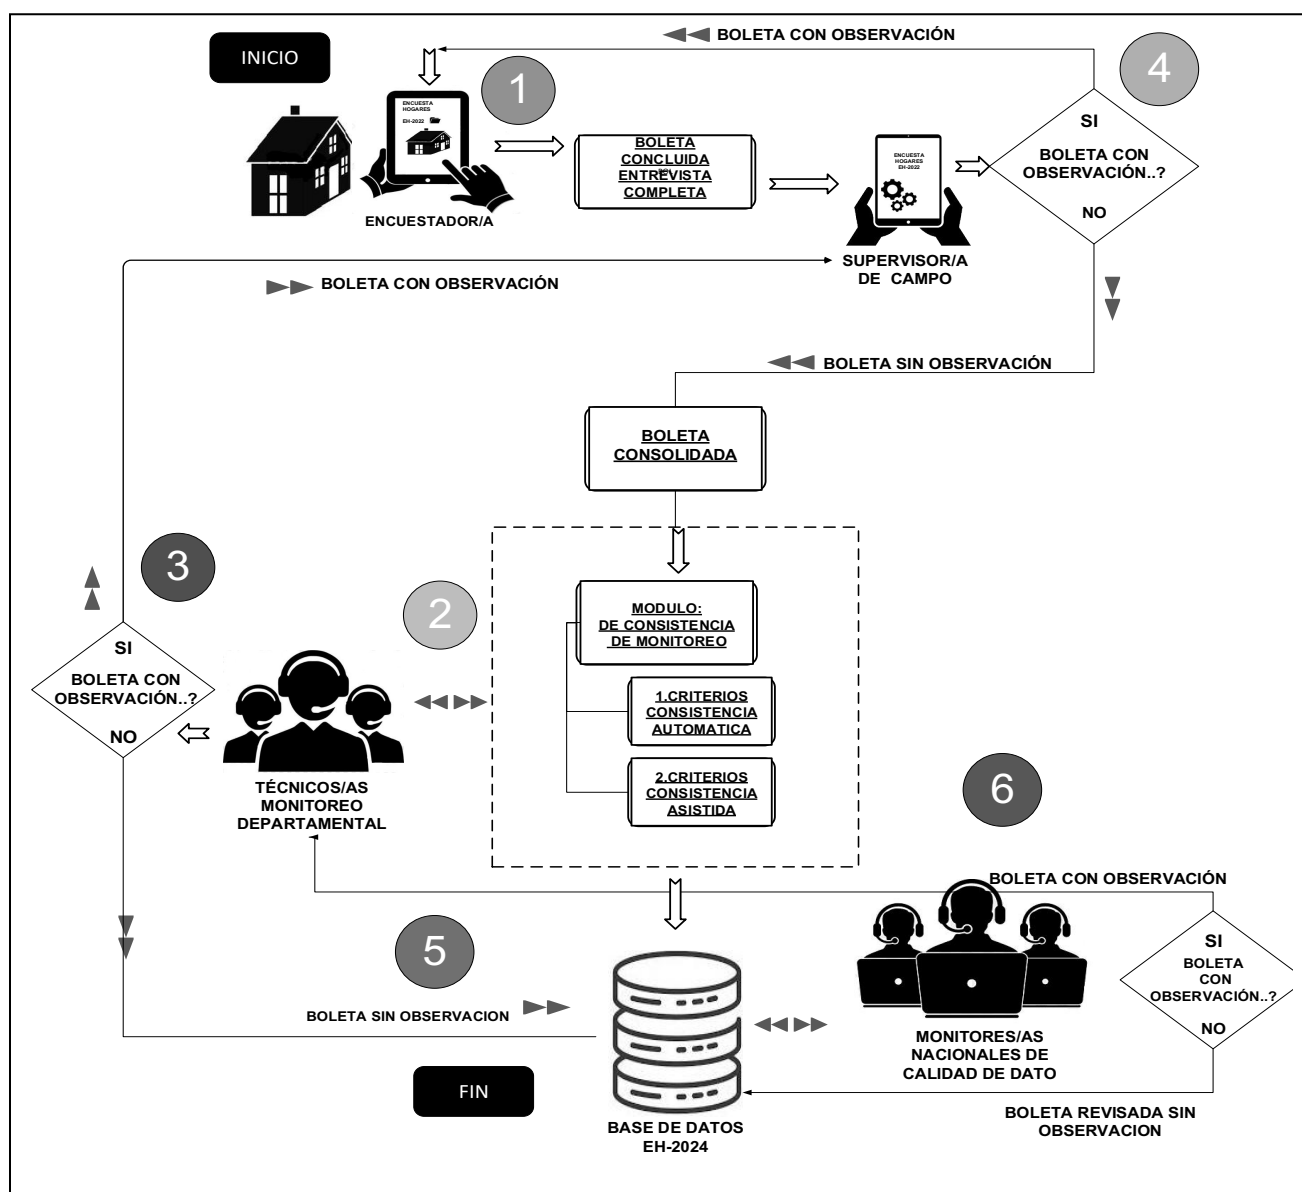 BOLETA CON OBSERVACIÓN
INICIO
1
4
ENCUESTA
HOGARES
EH-2022
ENCUESTADOR/A
BOLETA
CONCLUIDA
ENTREVISTA
COMPLETA
ENCUESTA
HOGARES
EH-2022
SUPERVISOR/A
DE CAMPO
SI
BOLETA CON
OBSERVACIÓN..?
NO
BOLETA CON OBSERVACIÓN
BOLETA SIN OBSERVACIÓN
BOLETA
CONSOLIDADA
3
2
MODULO:
DE CONSISTENCIA
DE MONITOREO
1.CRITERIOS
CONSISTENCIA
AUTOMATICA
2.CRITERIOS
CONSISTENCIA
ASISTIDA
SI
BOLETA CON
OBSERVACIÓN..?
NO
TÉCNICOS/AS
MONITOREO
DEPARTAMENTAL
6
BOLETA CON OBSERVACIÓN
5
BOLETA SIN OBSERVACION
SI
BOLETA
CON
OBSERVACIÓN..?
NO
MONITORES/AS
NACIONALES DE
CALIDAD DE DATO
FIN
BASE DE DATOS
EH-2024
BOLETA REVISADA SIN
OBSERVACION